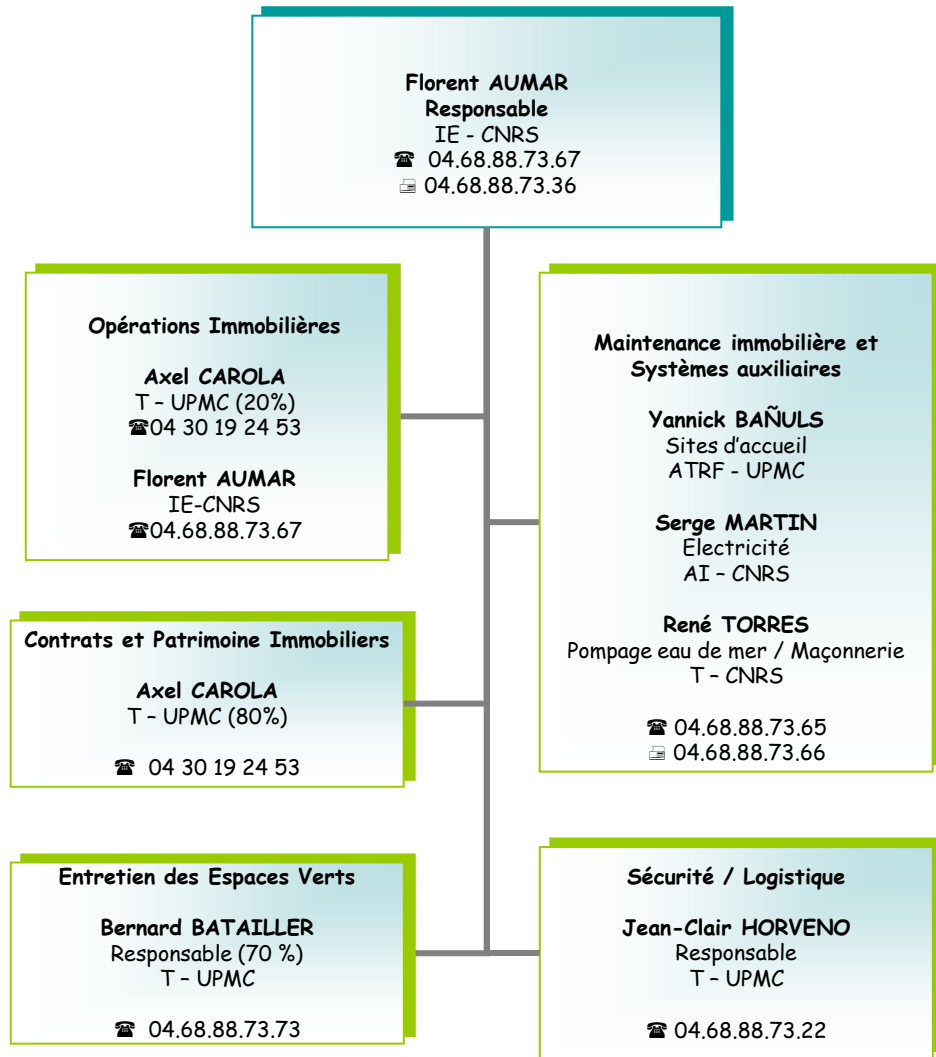 Florent AUMAR
Responsable
IE - CNRS
☎ 04.68.88.73.67
📠 04.68.88.73.36
Opérations Immobilières
Axel CAROLA
T – UPMC (20%)
☎04 30 19 24 53
Florent AUMAR
IE-CNRS
☎04.68.88.73.67
Maintenance immobilière et
Systèmes auxiliaires
Yannick BAÑULS
Sites d'accueil
ATRF - UPMC
Serge MARTIN
Electricité
AI – CNRS
René TORRES
Pompage eau de mer / Maçonnerie
T – CNRS
☎ 04.68.88.73.65
📠 04.68.88.73.66
Contrats et Patrimoine Immobiliers
Axel CAROLA
T – UPMC (80%)
☎ 04 30 19 24 53
Entretien des Espaces Verts
Bernard BATAILLER
Responsable (70 %)
T – UPMC
☎ 04.68.88.73.73
Sécurité / Logistique
Jean-Clair HORVENO
Responsable
T – UPMC
☎ 04.68.88.73.22